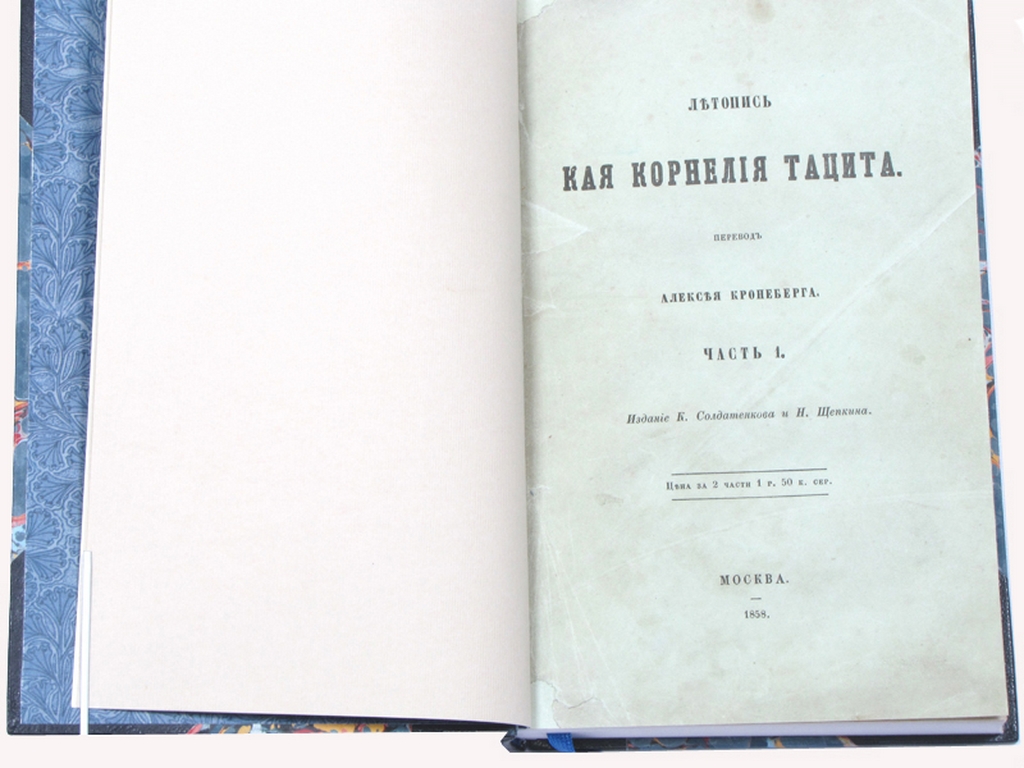 ЛѢТОПИСЬ
КАЯ КОРНЕЛІЯ ТАЦИТА.
ПЕРЕВОДЪ
АЛЕКСѢЯ КРОНЕБЕРГА.
ЧАСТЬ 1.
Изданіе К. Солдатенкова и Н. Щепкина.
Цѣна за 2 части 1 р. 50 к. сер.
МОСКВА.
1858.